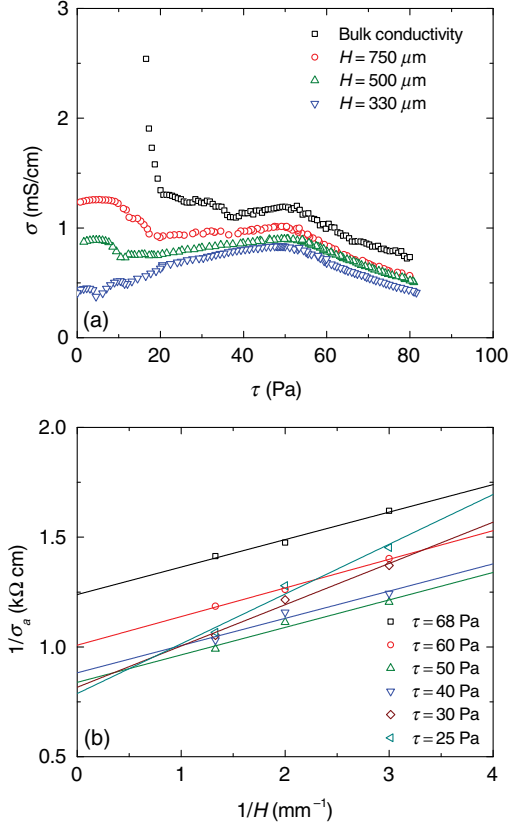 3
2
1
0
σ (mS/cm)
Bulk conductivity
H = 750 μm
H = 500 μm
H = 330 μm
(a)
0 20 40 60 80 100
τ (Pa)
2.0
1.5
1.0
0.5
1/σₐ (kΩ cm)
τ = 68 Pa
τ = 60 Pa
τ = 50 Pa
τ = 40 Pa
τ = 30 Pa
τ = 25 Pa
(b)
0 1 2 3 4
1/H (mm⁻¹)